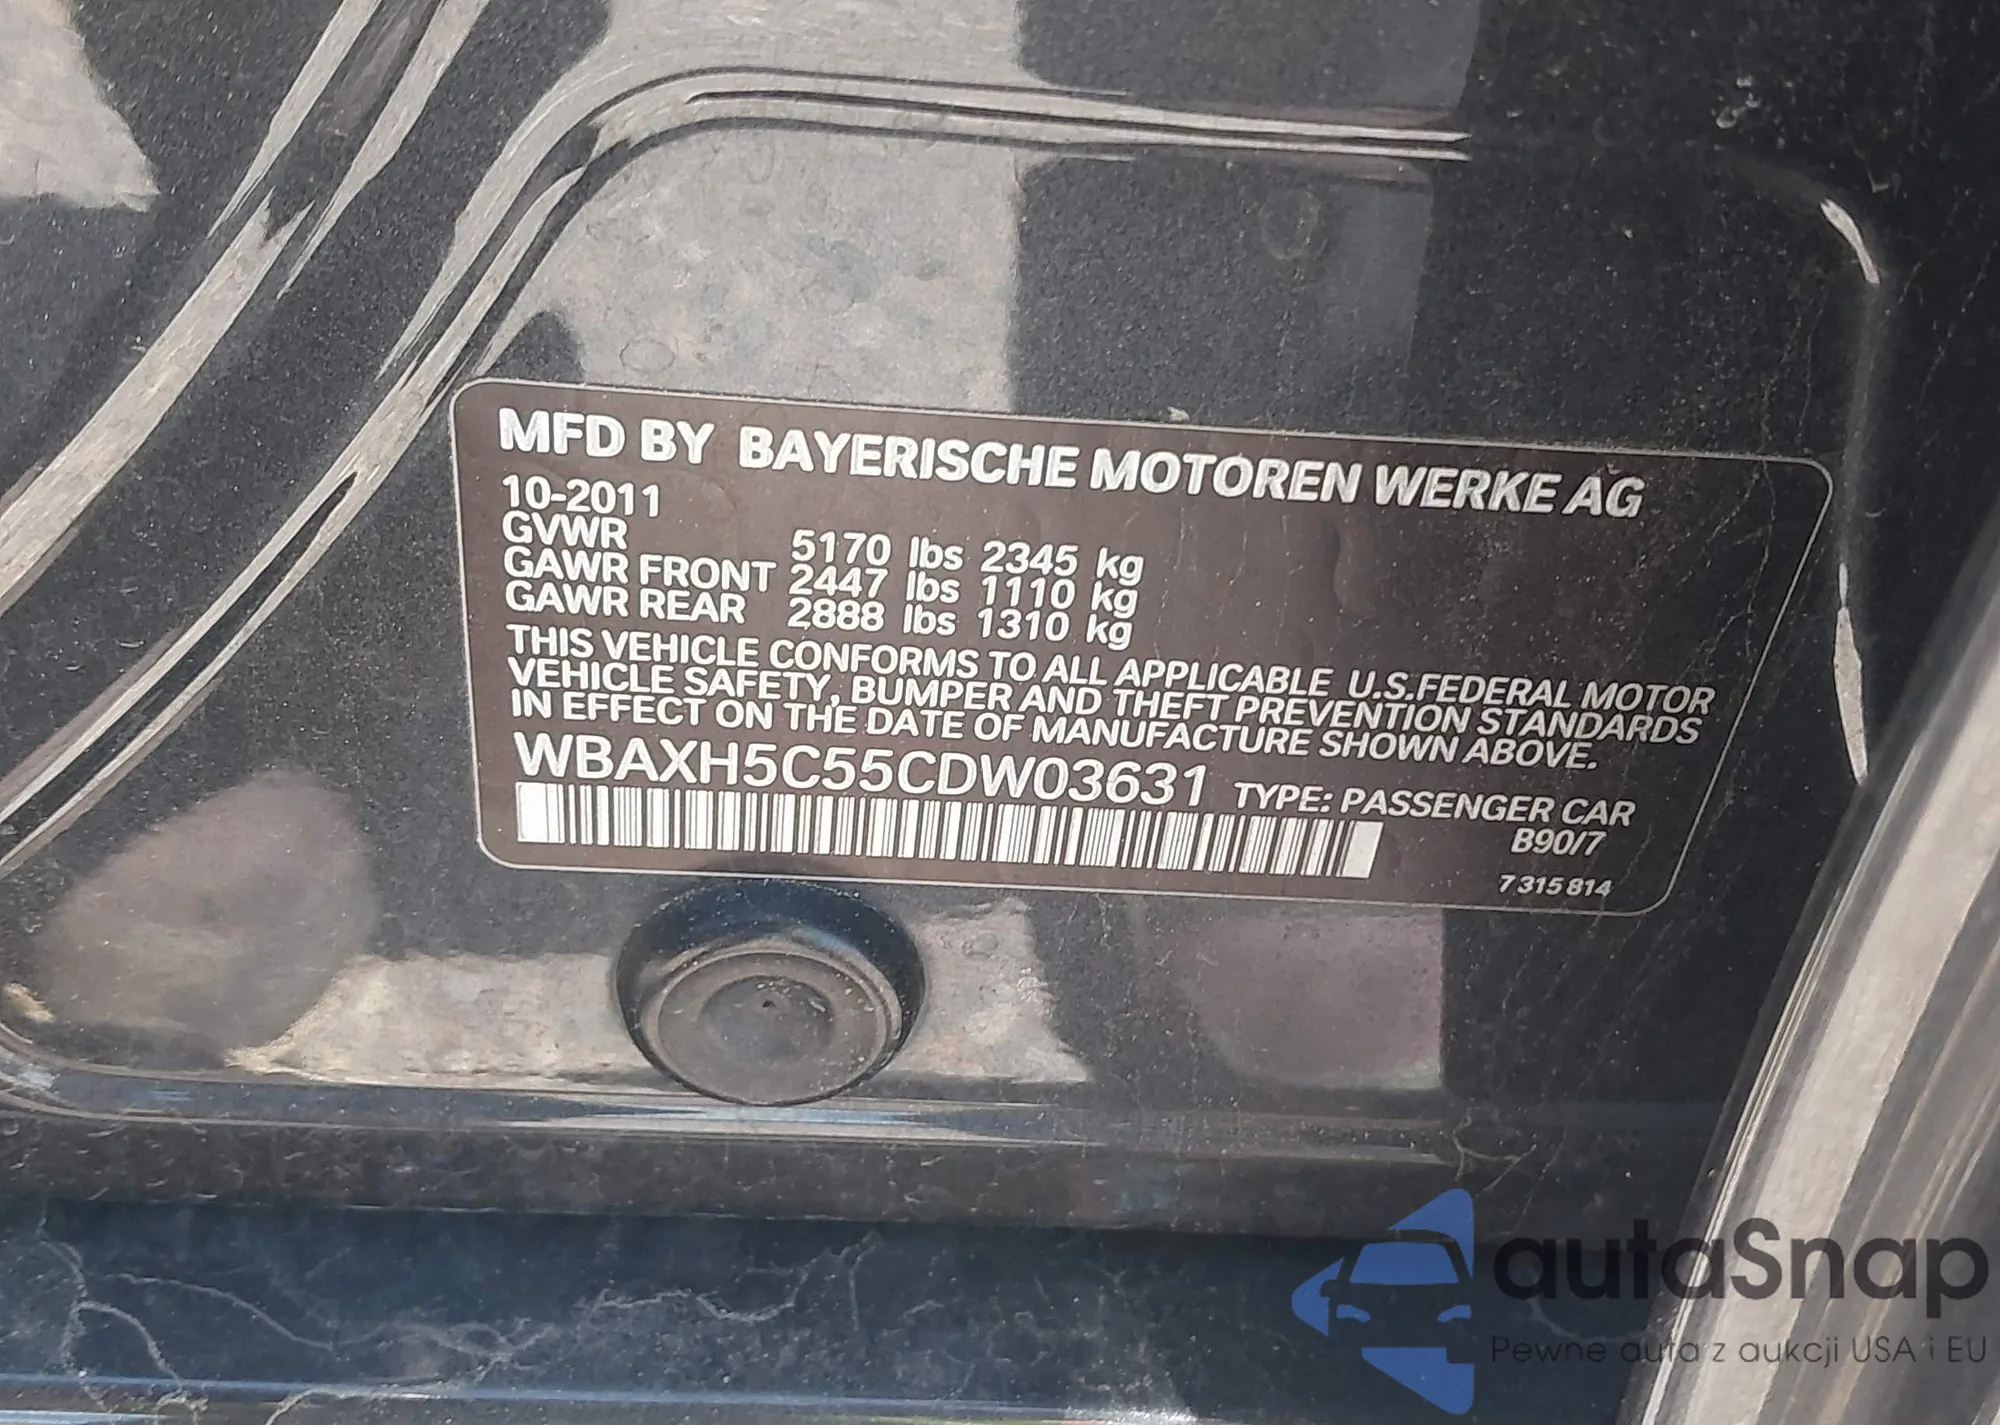 MFD BY BAYERISCHE MOTOREN WERKE AG
10-2011
GVWR 5170 lbs 2345 kg
GAWR FRONT 2447 lbs 1110 kg
GAWR REAR 2888 lbs 1310 kg
THIS VEHICLE CONFORMS TO ALL APPLICABLE U.S.FEDERAL MOTOR
VEHICLE SAFETY, BUMPER AND THEFT PREVENTION STANDARDS
IN EFFECT ON THE DATE OF MANUFACTURE SHOWN ABOVE.
WBAXH5C55CDW03631 TYPE: PASSENGER CAR
B90/7
7 315 814
autaSnap
Pewne auta z aukcji USA i EU